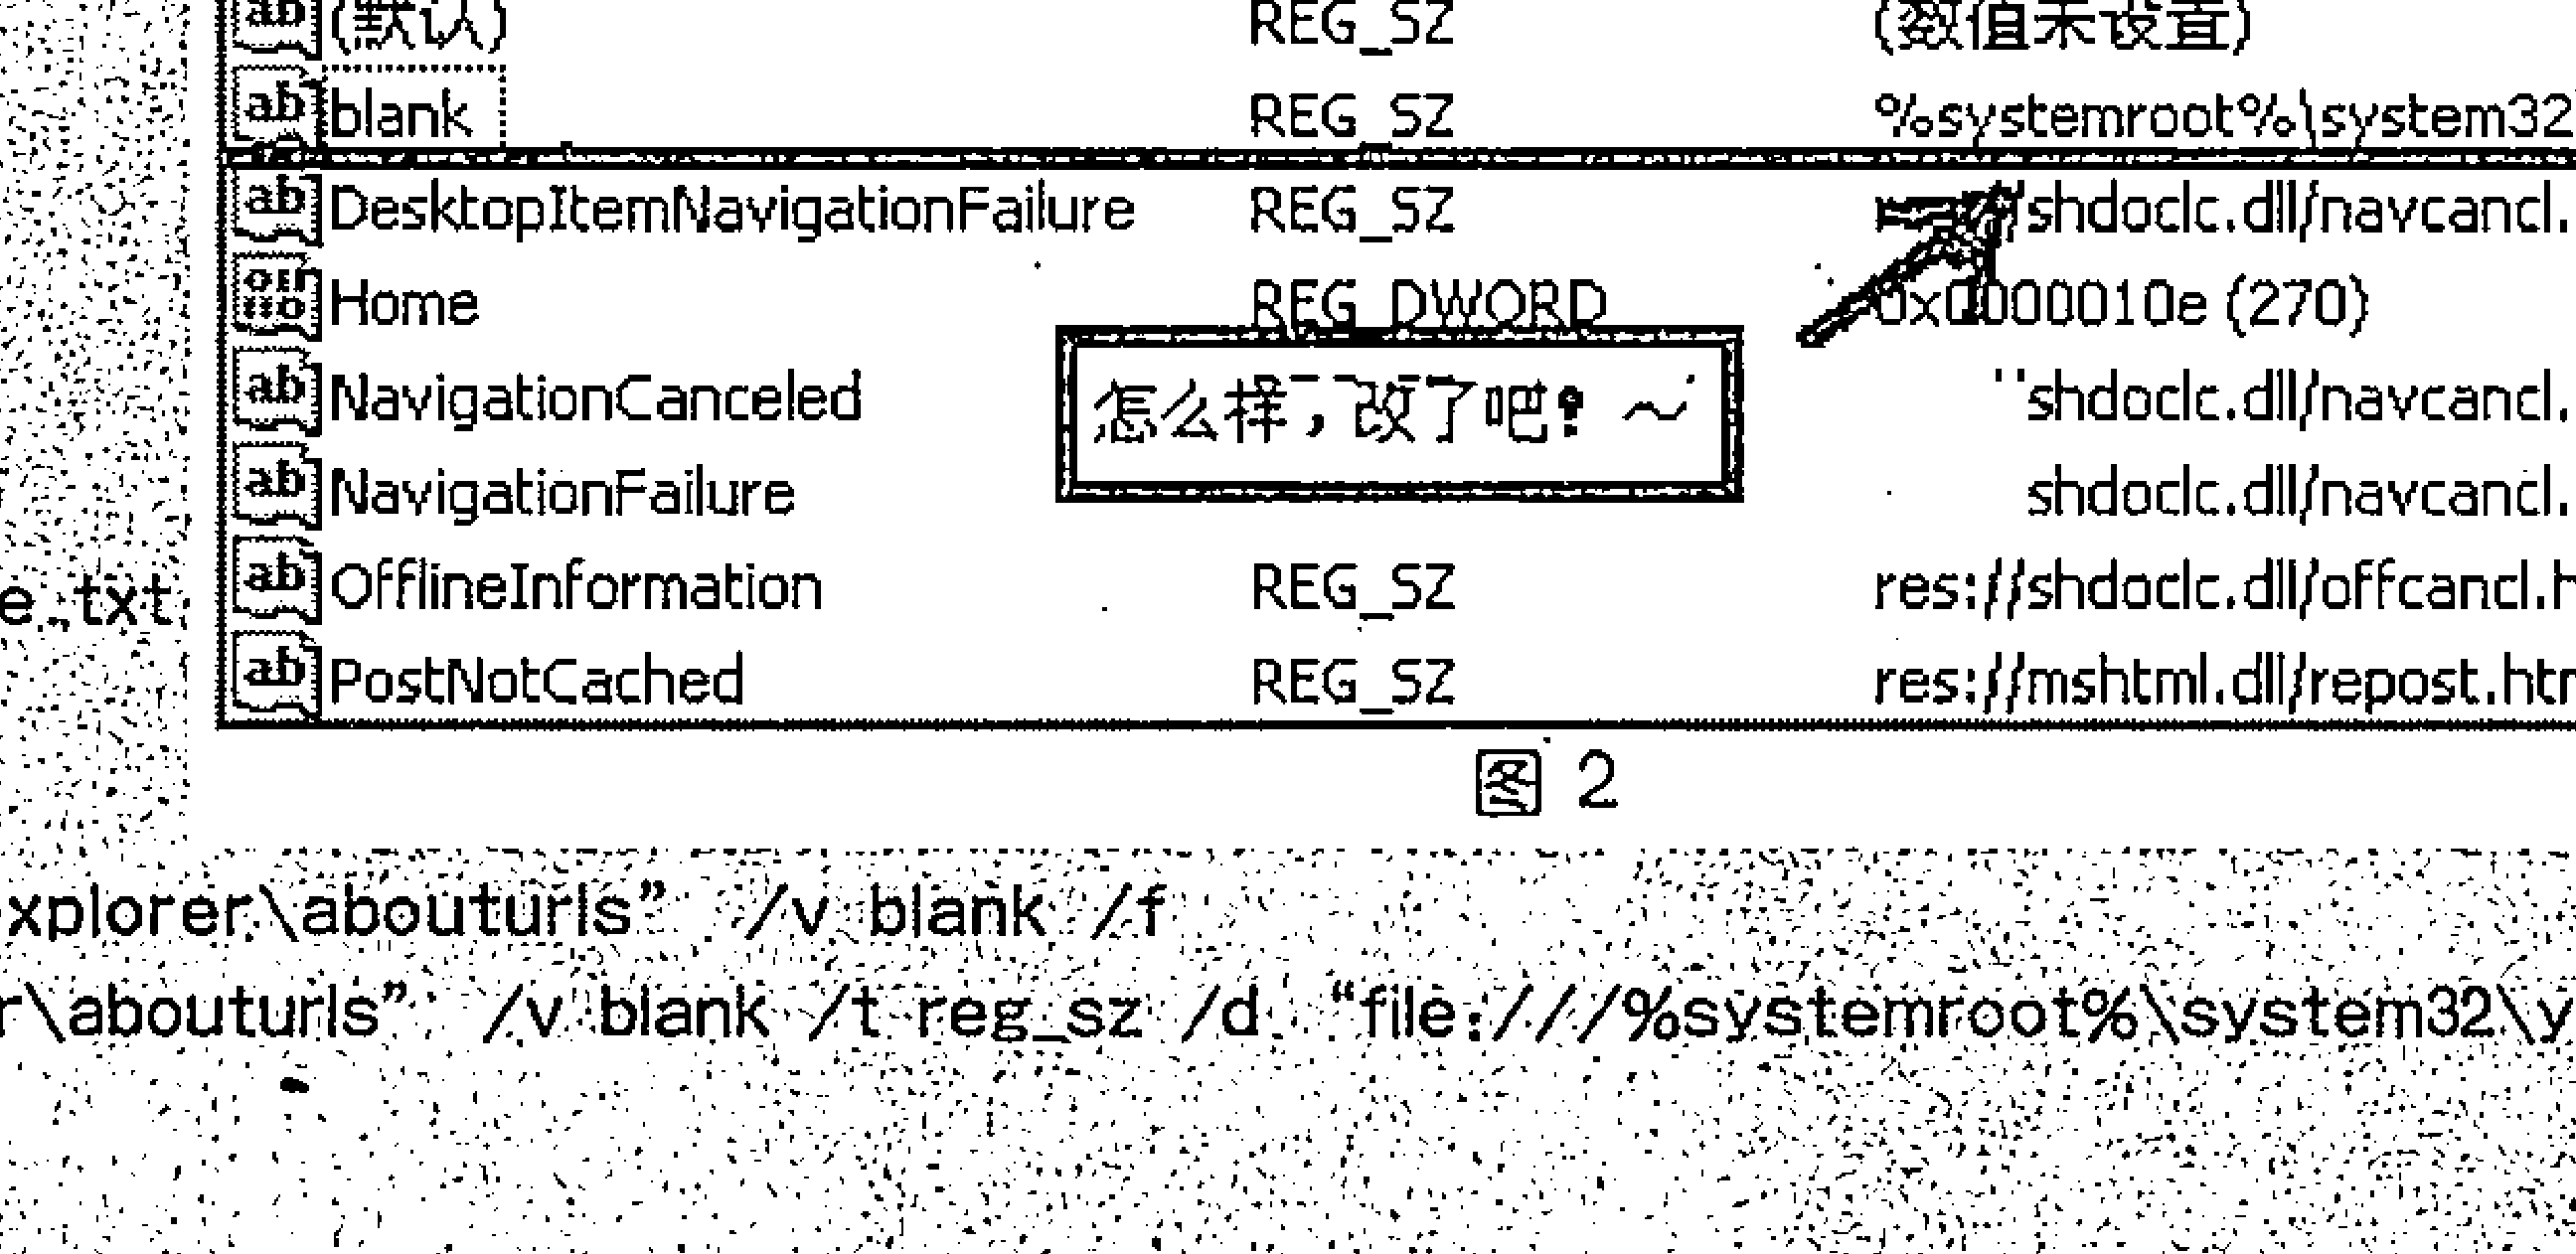 (默认) REG_SZ (数值未设置)
blank REG_SZ %systemroot%\system32
DesktopItemNavigationFailure REG_SZ shdoclc.dll/navcancl.
Home REG_DWORD 0x0000010e (270)
NavigationCanceled shdoclc.dll/navcancl.
怎么样,改了吧! ~
NavigationFailure shdoclc.dll/navcancl.
OfflineInformation REG_SZ res://shdoclc.dll/offcancl.h
e.txt
PostNotCached REG_SZ res://mshtml.dll/repost.htm
图 2
xplorer\abouturls” /v blank /f
r\abouturls” /v blank /t reg_sz /d “file:///%systemroot%\system32\y